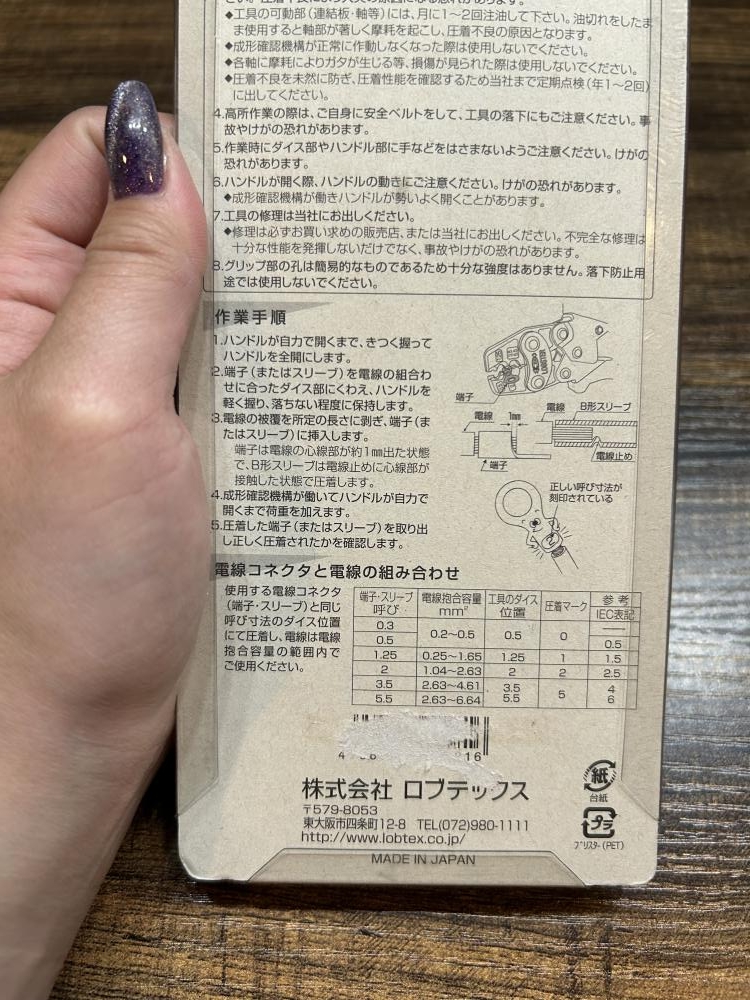 ◆工具の可動部(連結板・軸等)には、月に1〜2回注油して下さい。油切れをしたま
ま使用すると軸部が著しく摩耗を起こし、圧着不良の原因となります。
◆成形確認機構が正常に作動しなくなった際は使用しないでください。
◆各軸に摩耗によりガタが生じる等、損傷が見られた際は使用しないでください。
◆圧着不良を未然に防ぎ、圧着性能を確認するため当社まで定期点検(年1〜2回)
に出してください。
4.高所作業の際は、ご自身に安全ベルトをして、工具の落下にもご注意ください。事
故やけがの恐れがあります。
5.作業時にダイス部やハンドル部に手などをはさまないようご注意ください。けがの
恐れがあります。
6.ハンドルが開く際、ハンドルの動きにご注意ください。けがの恐れがあります。
◆成形確認機構が働きハンドルが勢いよく開くことがあります。
7.工具の修理は当社にお出しください。
◆修理は必ずお買い求めの販売店、または当社にお出しください。不完全な修理は
十分な性能を発揮しないだけでなく、事故やけがの恐れがあります。
8.グリップ部の孔は簡易的なものであるため十分な強度はありません。落下防止用
途では使用しないでください。
作業手順
1.ハンドルが自力で開くまで、きつく握って
ハンドルを全開にします。
2.端子(またはスリーブ)を電線の組合わ
せに合ったダイス部にくわえ、ハンドルを
軽く握り、落ちない程度に保持します。
3.電線の被覆を所定の長さに剥ぎ、端子(ま
たはスリーブ)に挿入します。
端子は電線の心線部が約1mm出た状態
で、B形スリーブは電線止めに心線部が
接触した状態で圧着します。
4.成形確認機構が働いてハンドルが自力で
開くまで荷重を加えます。
5.圧着した端子(またはスリーブ)を取り出
し正しく圧着されたかを確認します。
端子
電線 1mm 電線 B形スリーブ
端子 電線止め
正しい呼び寸法が
刻印されている
電線コネクタと電線の組み合わせ
使用する電線コネクタ
(端子・スリーブ)と同じ
呼び寸法のダイス位置
にて圧着し、電線は電線
抱合容量の範囲内で
ご使用ください。
端子・スリーブ 電線抱合容量 工具のダイス 圧着マーク 参考
呼び mm² 位置 IEC表記
0.3 0.2〜0.5 0.5 0 ——
0.5 0.5
1.25 0.25〜1.65 1.25 1 1.5
2 1.04〜2.63 2 2 2.5
3.5 2.63〜4.61 3.5 5 4
5.5 2.63〜6.64 5.5 6
16
株式会社 ロブテックス
〒579-8053
東大阪市四条町12-8 TEL(072)980-1111
http://www.lobtex.co.jp/
MADE IN JAPAN
紙
台紙
プラ
ブリスター(PET)